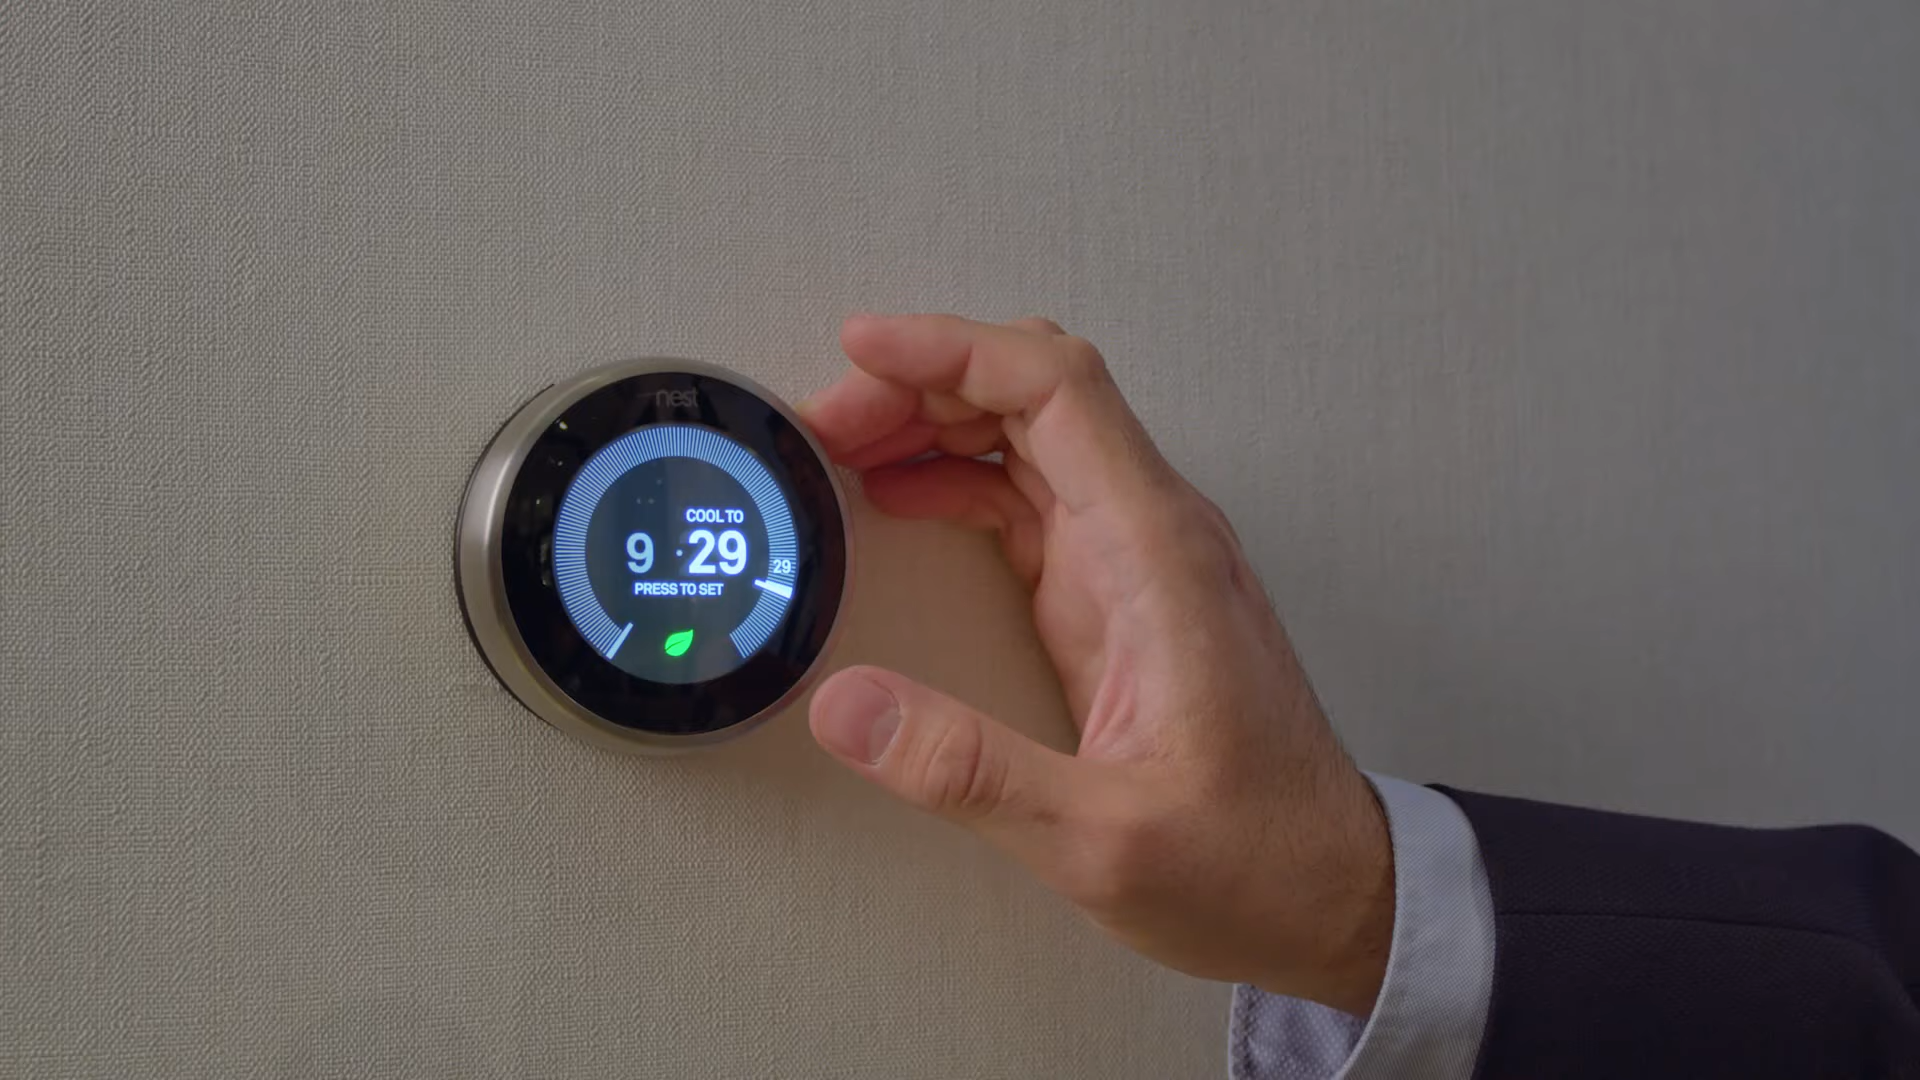 nest
COOL TO
9 · 29
29
PRESS TO SET